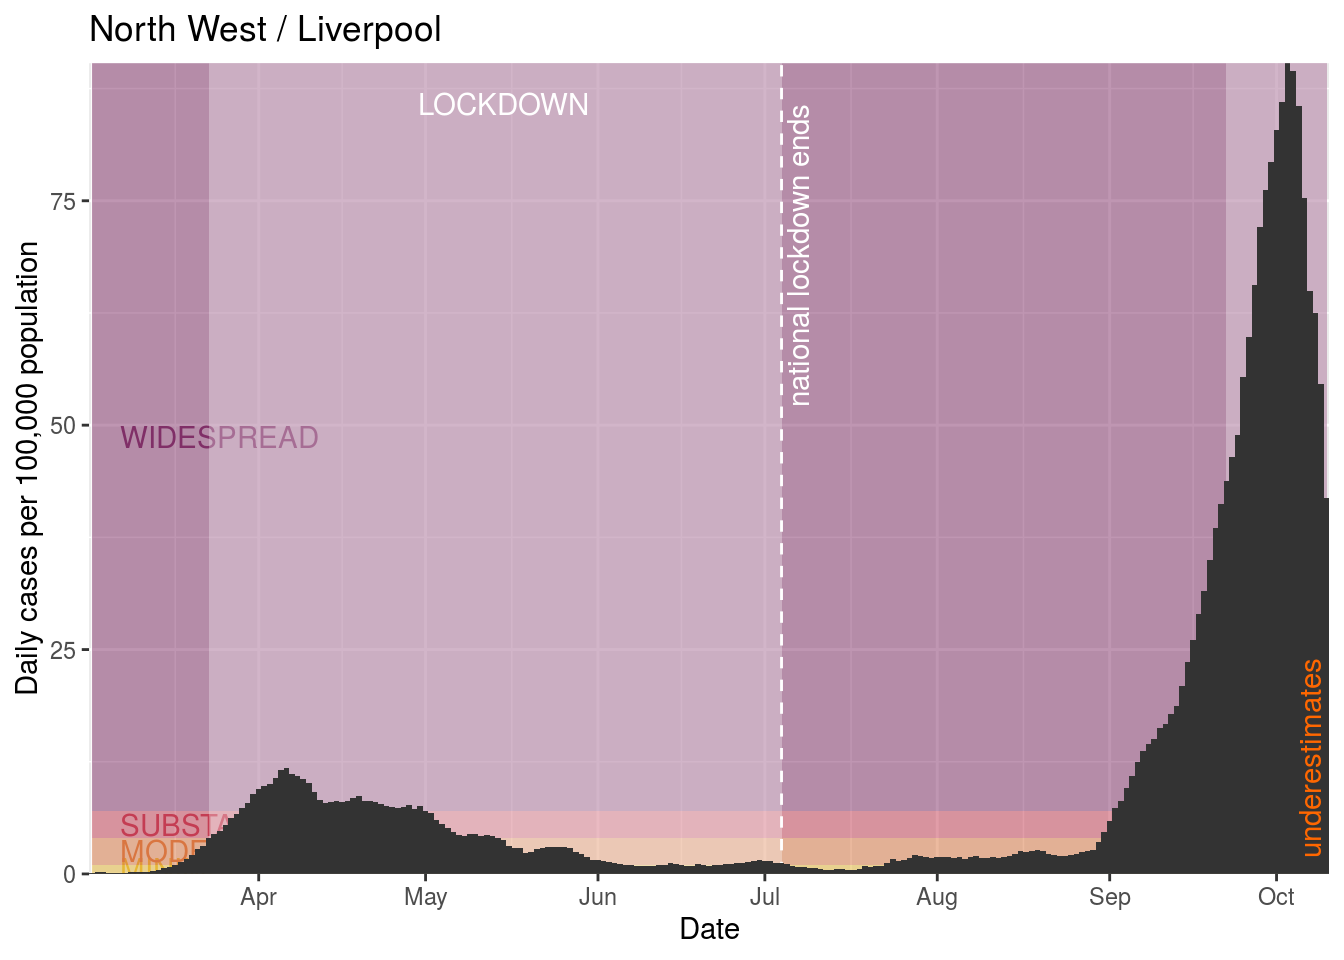 North West / Liverpool
LOCKDOWN
national lockdown ends
WIDESPREAD
underestimates
Daily cases per 100,000 population
75
50
25
0
Apr
May
Jun
Jul
Aug
Sep
Oct
Date